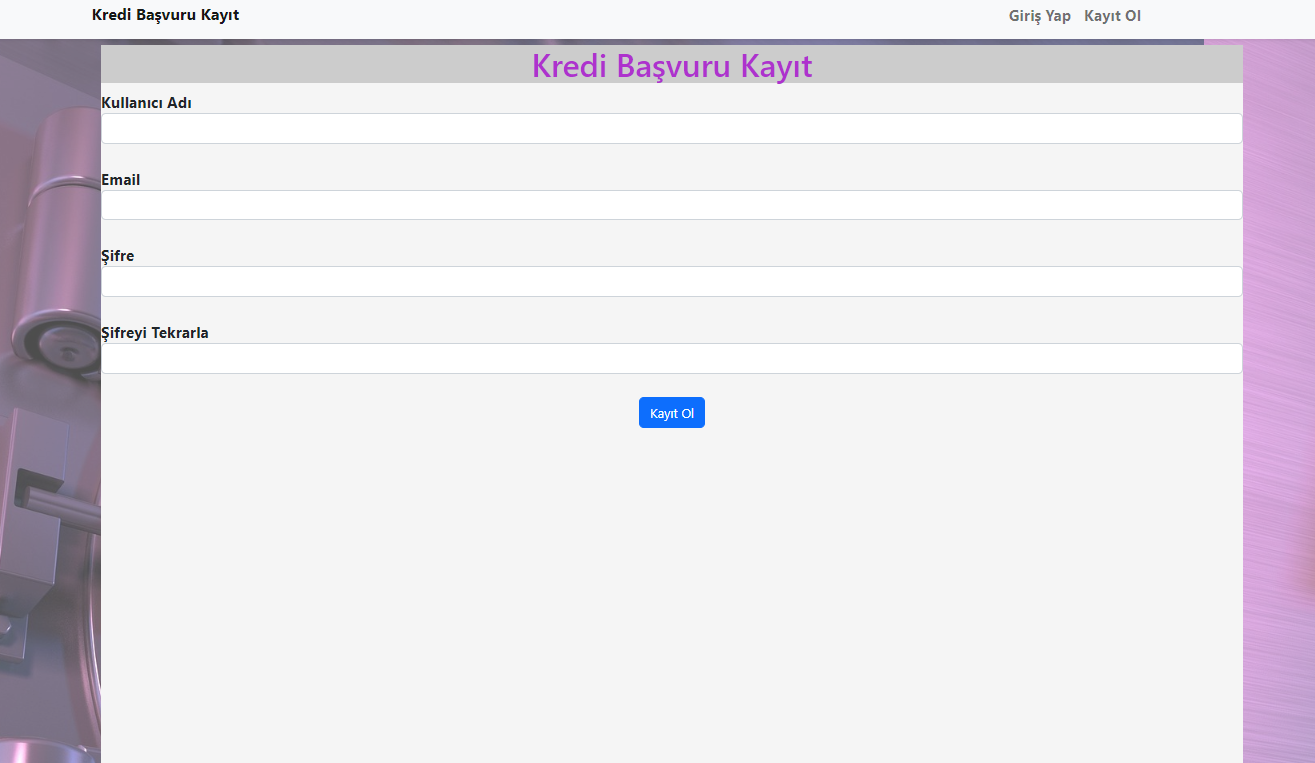 Kredi Başvuru Kayıt
Giriş Yap Kayıt Ol
Kredi Başvuru Kayıt
Kullanıcı Adı
Email
Şifre
Şifreyi Tekrarla
Kayıt Ol